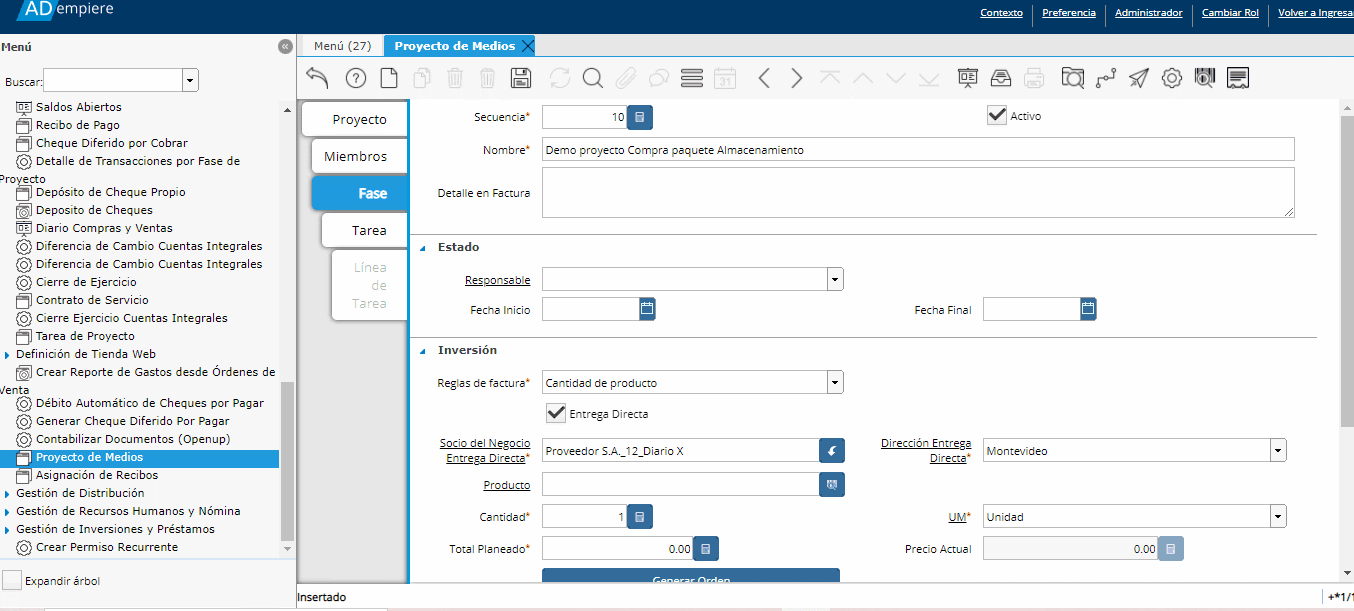 ADempiere
Contexto
Preferencia
Administrador
Cambiar Rol
Volver a Ingresa
Menú
Buscar:
Saldos Abiertos
Recibo de Pago
Cheque Diferido por Cobrar
Detalle de Transacciones por Fase de
Proyecto
Depósito de Cheque Propio
Deposito de Cheques
Diario Compras y Ventas
Diferencia de Cambio Cuentas Integrales
Diferencia de Cambio Cuentas Integrales
Cierre de Ejercicio
Contrato de Servicio
Cierre Ejercicio Cuentas Integrales
Tarea de Proyecto
Definición de Tienda Web
Crear Reporte de Gastos desde Órdenes de
Venta
Débito Automático de Cheques por Pagar
Generar Cheque Diferido Por Pagar
Contabilizar Documentos (Openup)
Proyecto de Medios
Asignación de Recibos
Gestión de Distribución
Gestión de Recursos Humanos y Nómina
Gestión de Inversiones y Préstamos
Crear Permiso Recurrente
Expandir árbol
Menú (27)
Proyecto de Medios
31
Proyecto
Miembros
Fase
Tarea
Línea
de
Tarea
Secuencia* 10
Activo
Nombre* Demo proyecto Compra paquete Almacenamiento
Detalle en Factura
Estado
Responsable
Fecha Inicio
Fecha Final
Inversión
Reglas de factura* Cantidad de producto
Entrega Directa
Socio del Negocio
Entrega Directa*
Proveedor S.A._12_Diario X
Dirección Entrega
Directa*
Montevideo
Producto
Cantidad* 1
UM* Unidad
Total Planeado* 0.00
Precio Actual 0.00
Generar Orden
Insertado
+*1/1